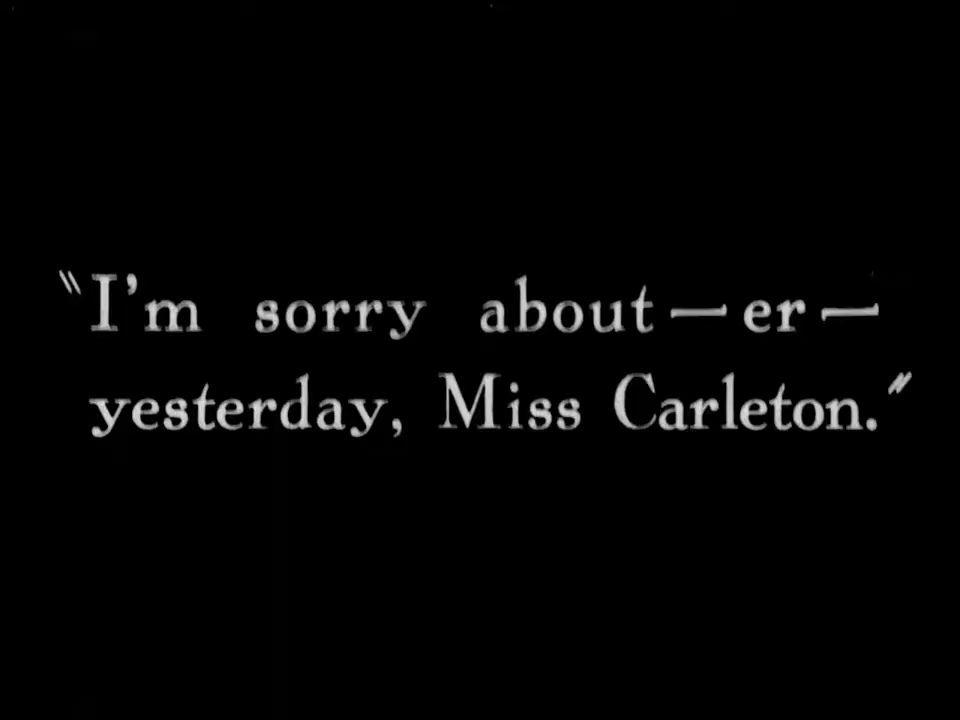 "I'm sorry about—er—
yesterday, Miss Carleton."